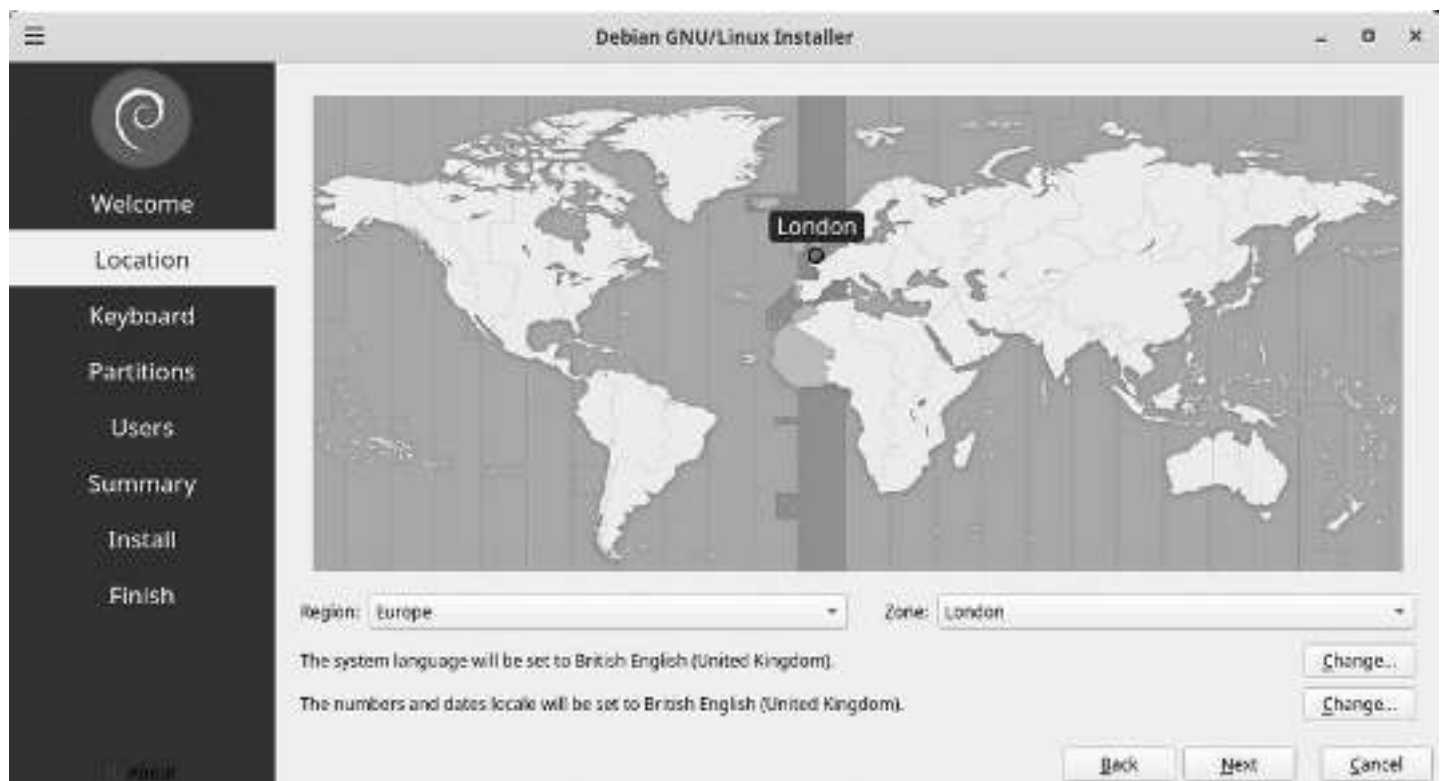 Debian GNU/Linux Installer
Welcome
Location
Keyboard
Partitions
Users
Summary
Install
Finish
About
London
Region: Europe
Zone: London
The system language will be set to British English (United Kingdom).
Change...
The numbers and dates locale will be set to British English (United Kingdom).
Change...
Back
Next
Cancel